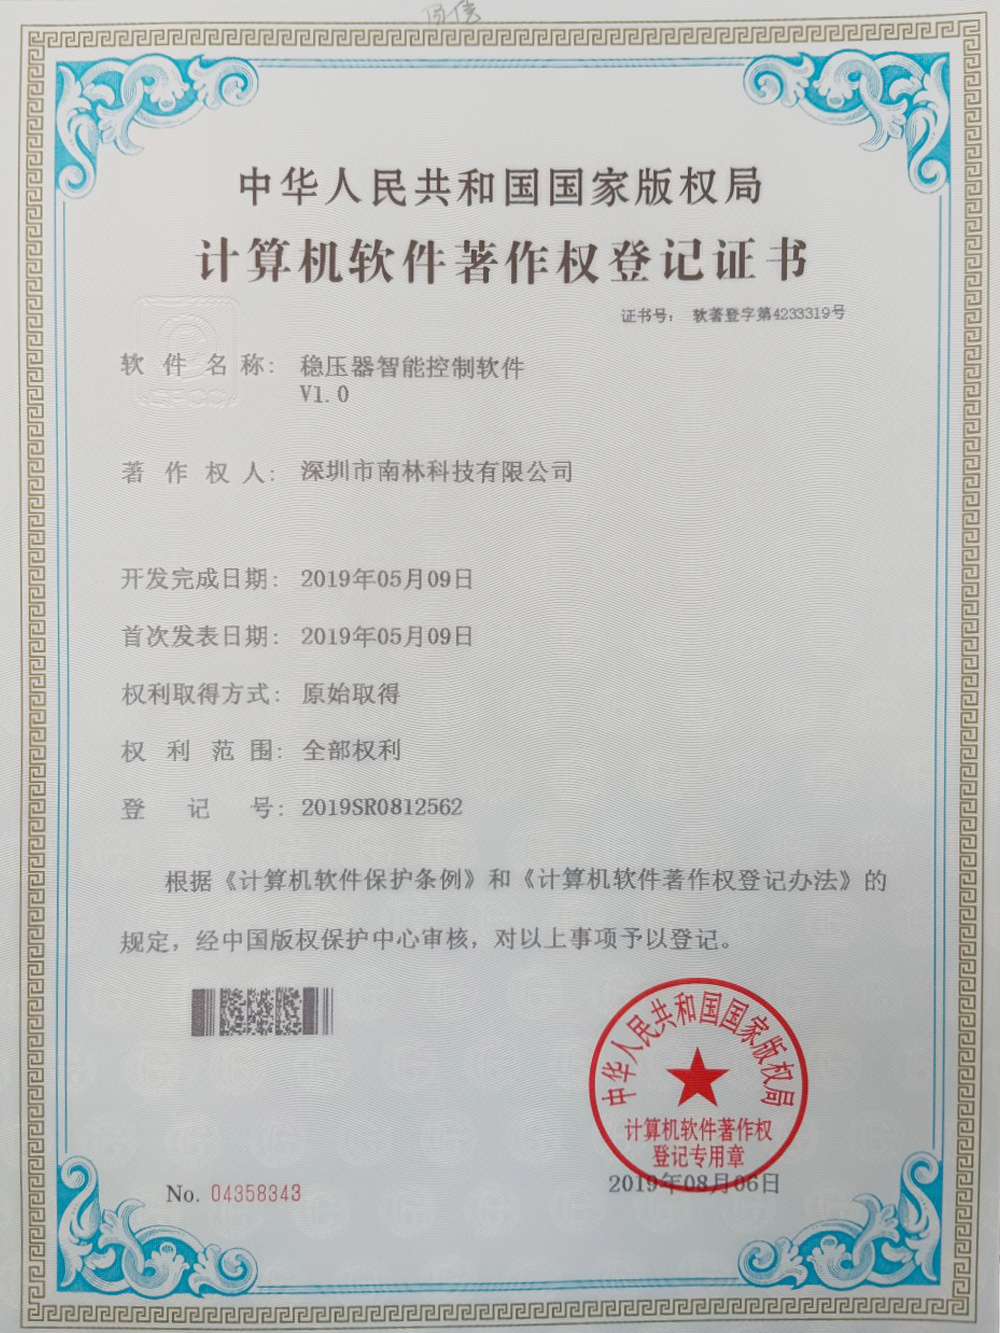 中华人民共和国国家版权局
计算机软件著作权登记证书
证书号： 软著登字第4233319号
软件名称： 稳压器智能控制软件
V1.0
著作权人： 深圳市南林科技有限公司
开发完成日期： 2019年05月09日
首次发表日期： 2019年05月09日
权利取得方式： 原始取得
权利范围： 全部权利
登记号： 2019SR0812562
根据《计算机软件保护条例》和《计算机软件著作权登记办法》的
规定，经中国版权保护中心审核，对以上事项予以登记。
中华人民共和国国家版权局
计算机软件著作权
登记专用章
No. 04358343
2019年08月06日